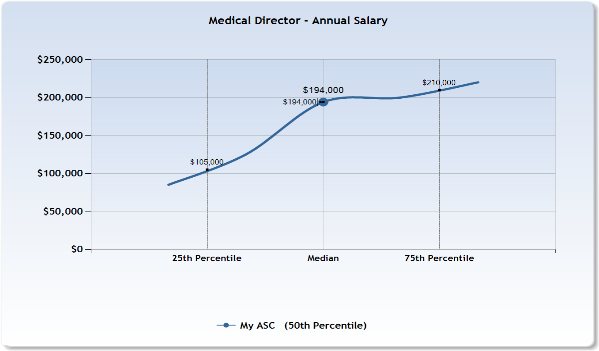 Medical Director - Annual Salary
$250,000
$200,000
$150,000
$100,000
$50,000
$0
$105,000
$194,000
$194,000
$210,000
25th Percentile
Median
75th Percentile
My ASC (50th Percentile)